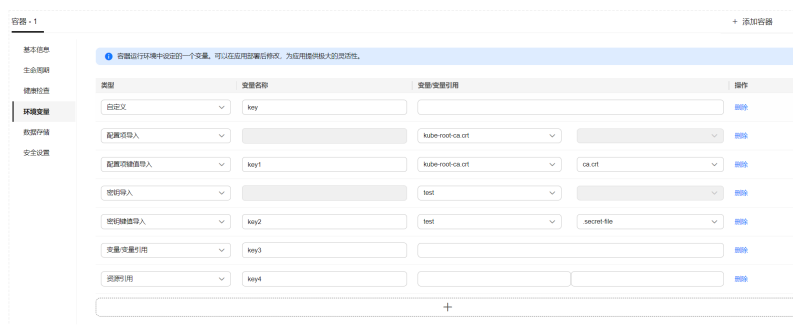 容器 - 1
+ 添加容器
基本信息
生命周期
健康检查
环境变量
数据存储
安全设置
容器运行环境中设定的一个变量。可以在应用部署后修改，为应用提供极大的灵活性。
类型 变量名称 变量/变量引用 操作
自定义 key 删除
配置项导入 kube-root-ca.crt 删除
配置项键值导入 key1 kube-root-ca.crt ca.crt 删除
密钥导入 test 删除
密钥键值导入 key2 test .secret-file 删除
变量/变量引用 key3 删除
资源引用 key4 删除
+